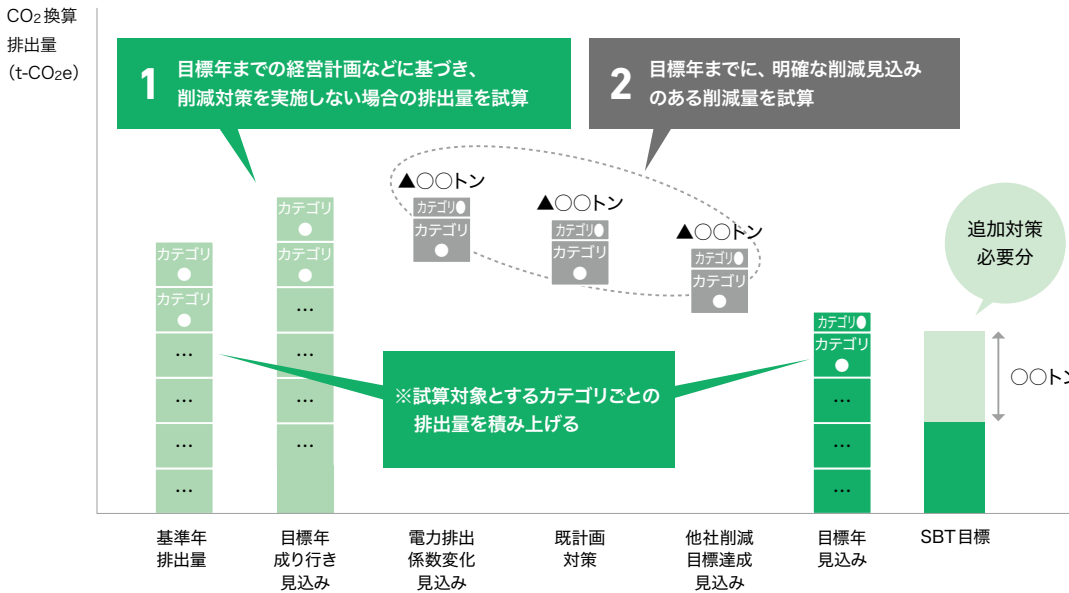 CO₂換算
排出量
（t-CO₂e）
1
目標年までの経営計画などに基づき、
削減対策を実施しない場合の排出量を試算
2
目標年までに、明確な削減見込み
のある削減量を試算
カテゴリ
●
カテゴリ
●
…
…
…
…
カテゴリ
●
カテゴリ
●
…
…
…
…
▲○○トン
カテゴリ●
カテゴリ
●
▲○○トン
カテゴリ●
カテゴリ
●
▲○○トン
カテゴリ●
カテゴリ
●
カテゴリ●
カテゴリ
●
…
…
…
追加対策
必要分
○○トン
※試算対象とするカテゴリごとの
排出量を積み上げる
基準年
排出量
目標年
成り行き
見込み
電力排出
係数変化
見込み
既計画
対策
他社削減
目標達成
見込み
目標年
見込み
SBT目標